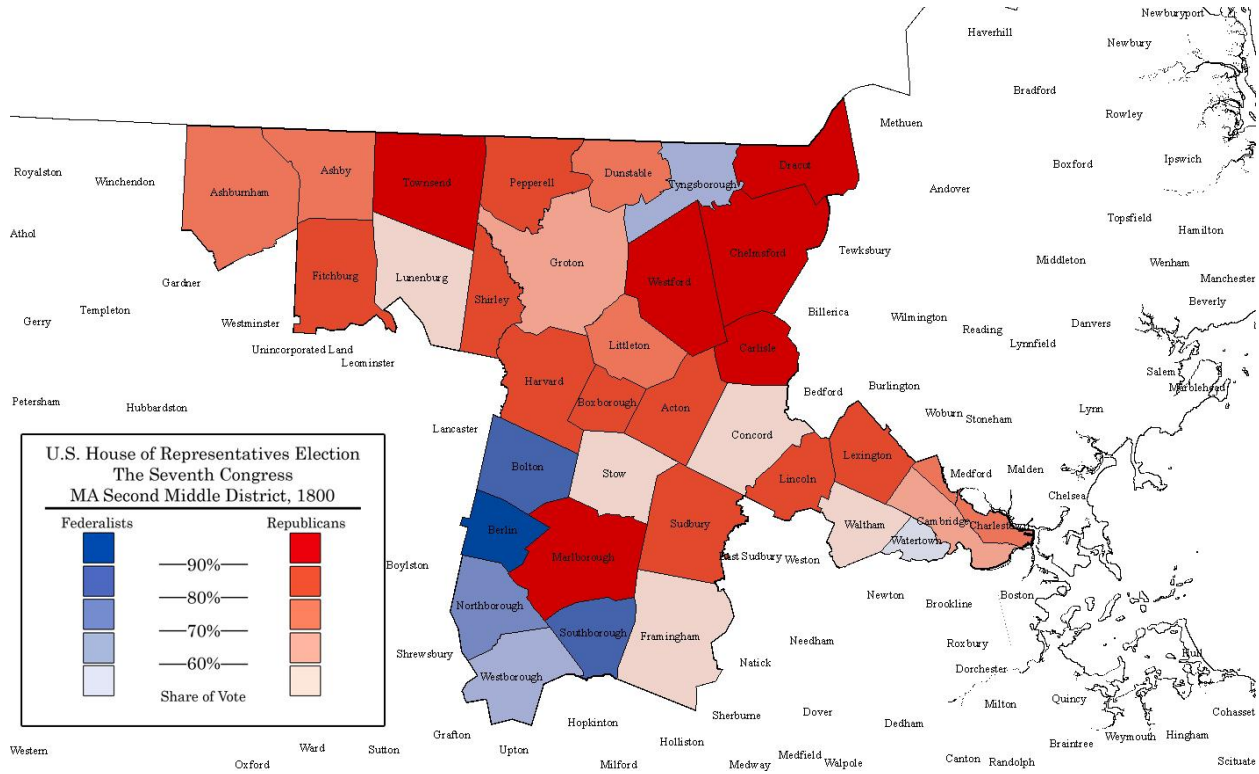 Newburyport
Haverhill
Newbury
Bradford
Rowley
Methuen
Boxford
Ipswich
Royalston
Winchendon
Ashburnham
Ashby
Townsend
Pepperell
Dunstable
Tyngsborough
Dracut
Andover
Topsfield
Hamilton
Athol
Tewksbury
Chelmsford
Groton
Westford
Middleton
Wenham
Manchester
Fitchburg
Lunenburg
Shirley
Gardner
Beverly
Templeton
Gerry
Westminster
Billerica
Wilmington
Reading
Danvers
Lynnfield
Unincorporated Land
Leominster
Littleton
Carlisle
Salem
Marblehead
Harvard
Bedford
Burlington
Petersham
Hubbardston
Boxborough
Acton
Woburn
Stoneham
Lynn
Lancaster
Concord
Lexington
Medford
Malden
Bolton
Stow
Lincoln
Chelsea
U.S. House of Representatives Election
The Seventh Congress
MA Second Middle District, 1800
Federalists
Republicans
90%
80%
70%
60%
Share of Vote
Berlin
Sudbury
Waltham
Cambridge
Charlestown
Watertown
Boylston
Marlborough
East Sudbury
Weston
Newton
Brookline
Boston
Northborough
Southborough
Framingham
Needham
Roxbury
Shrewsbury
Westborough
Natick
Dorchester
Hull
Hopkinton
Sherburne
Dover
Dedham
Milton
Quincy
Cohasset
Grafton
Western
Oxford
Ward
Sutton
Upton
Milford
Holliston
Medway
Medfield
Walpole
Canton
Randolph
Braintree
Weymouth
Hingham
Scituate